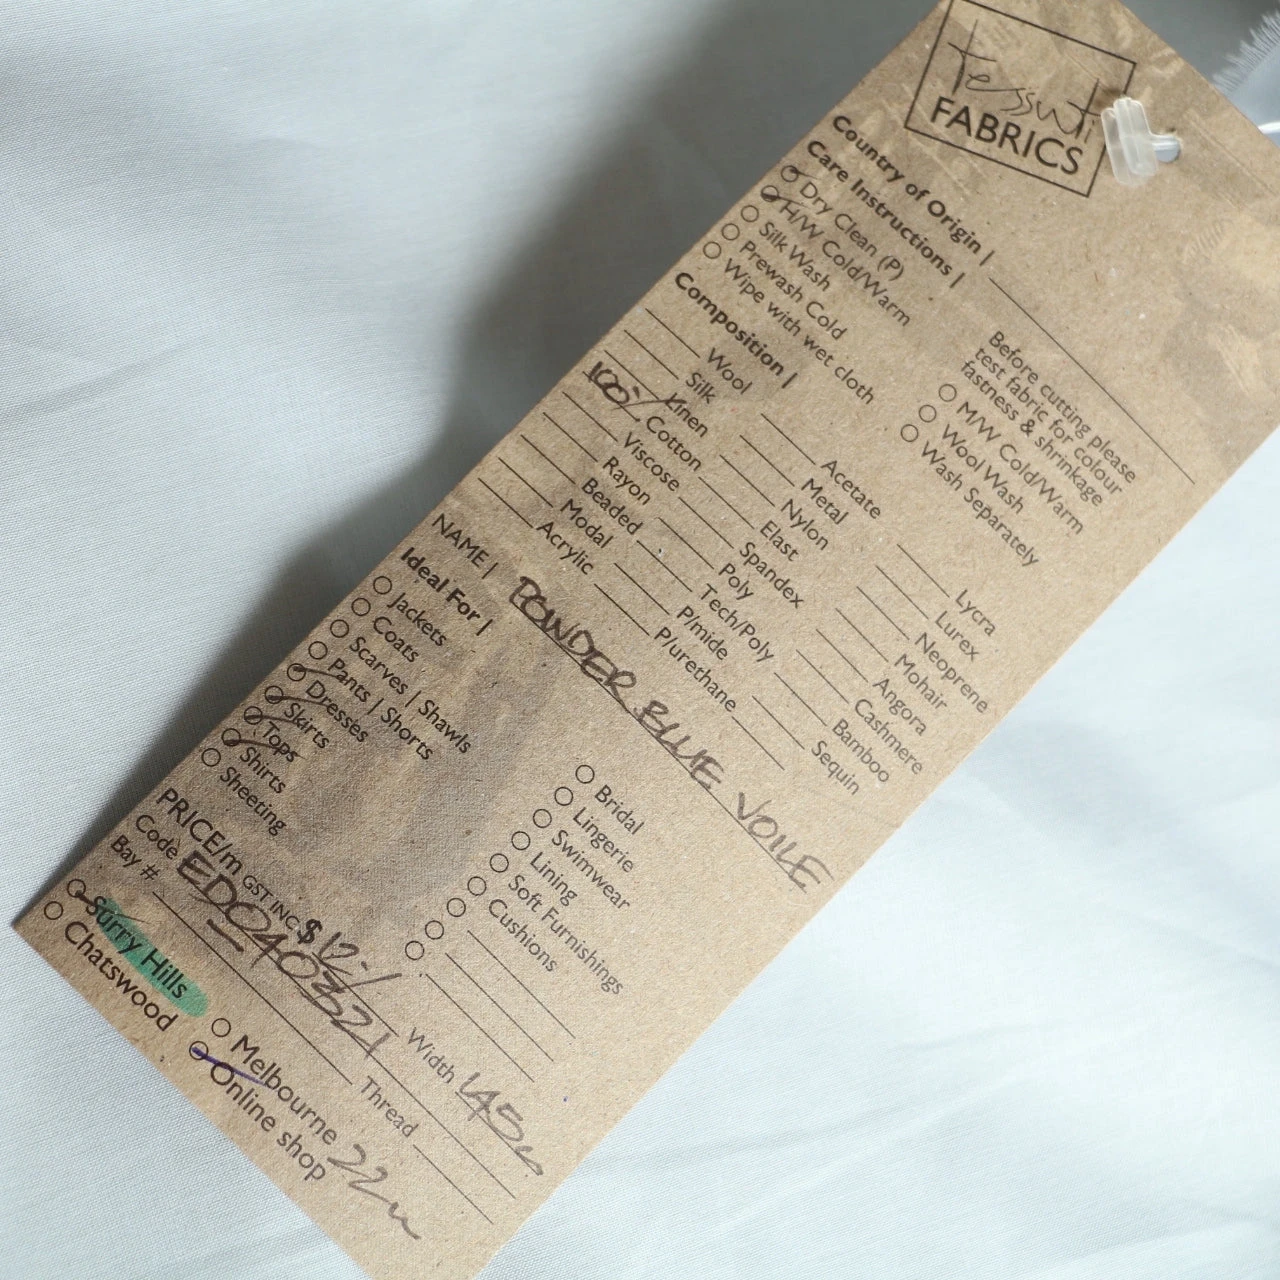 tessuti
FABRICS
Country of Origin |
Care Instructions |
Dry Clean (P)
H/W Cold/Warm
Silk Wash
Prewash Cold
Wipe with wet cloth
Before cutting please
test fabric for colour
fastness & shrinkage
M/W Cold/Warm
Wool Wash
Wash Separately
Composition |
Wool
Silk
Linen
100% Cotton
Viscose
Rayon
Beaded
Modal
Acrylic
Acetate
Metal
Nylon
Elast
Spandex
Poly
Tech/Poly
P/mide
P/urethane
Lycra
Lurex
Neoprene
Mohair
Angora
Cashmere
Bamboo
Sequin
NAME | POWDER BLUE VOILE
Ideal For |
Jackets
Coats
Scarves | Shawls
Pants | Shorts
Dresses
Skirts
Tops
Shirts
Sheeting
Bridal
Lingerie
Swimwear
Lining
Soft Furnishings
Cushions
PRICE/m GST INC $12.-/ Width 145
Code ED040321 Thread
Bay #
Surry Hills
Chatswood
Melbourne
Online shop 22m